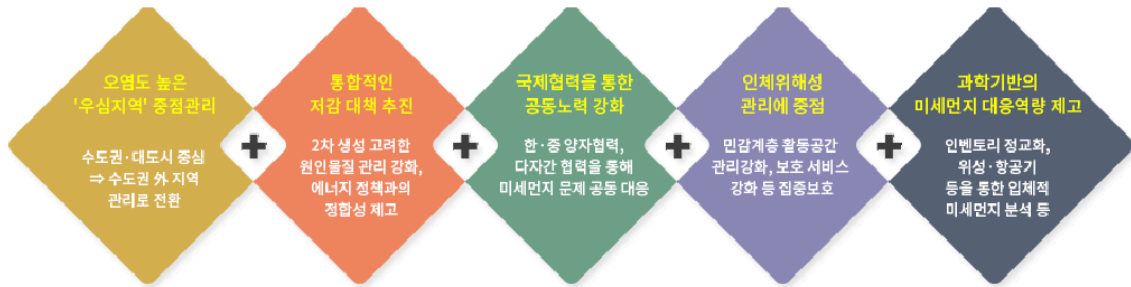 오염도 높은
'우심지역' 중점관리
수도권·대도시 중심
⇒ 수도권 外 지역
관리로 전환
+
통합적인
저감 대책 추진
2차 생성 고려한
원인물질 관리 강화,
에너지 정책과의
정합성 제고
+
국제협력을 통한
공동노력 강화
한·중 양자협력,
다자간 협력을 통해
미세먼지 문제 공동 대응
+
인체위해성
관리에 중점
민감계층 활동공간
관리강화, 보호 서비스
강화 등 집중보호
+
과학기반의
미세먼지 대응역량 제고
인벤토리 정교화,
위성·항공기
등을 통한 입체적
미세먼지 분석 등